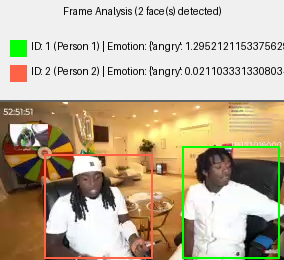 Frame Analysis (2 face(s) detected)
ID: 1 (Person 1) | Emotion: {'angry': 1.295212115337562
ID: 2 (Person 2) | Emotion: {'angry': 0.021103331330803
52:51:51